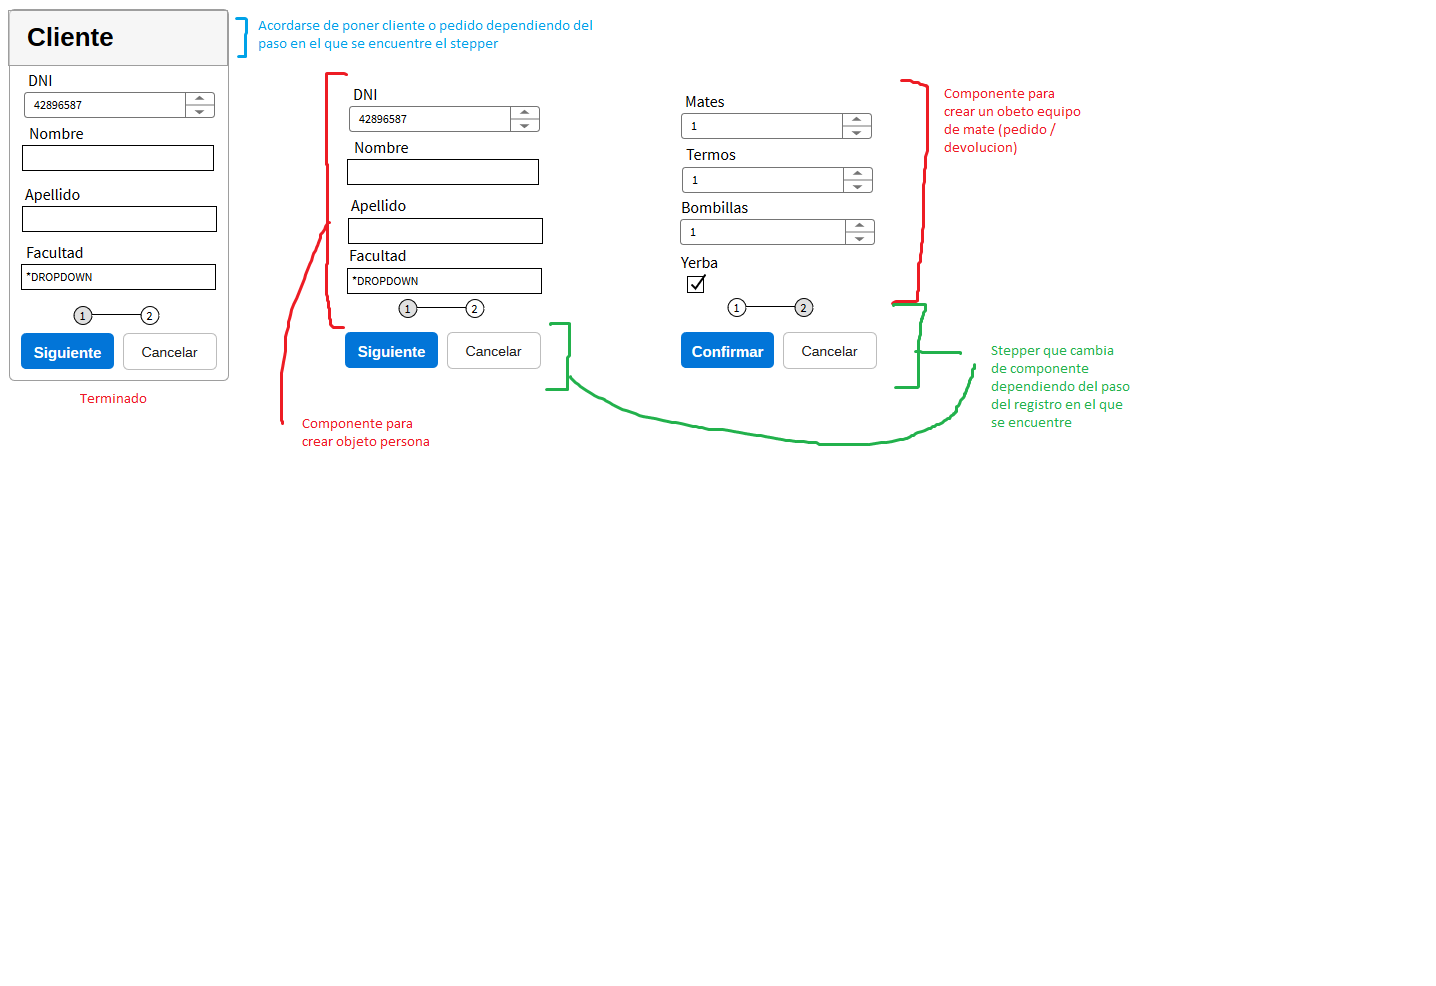 Cliente
DNI
42896587
Nombre
Apellido
Facultad
*DROPDOWN
1
2
Siguiente
Cancelar
Terminado
Acordarse de poner cliente o pedido dependiendo del
paso en el que se encuentre el stepper
DNI
42896587
Nombre
Apellido
Facultad
*DROPDOWN
1
2
Siguiente
Cancelar
Componente para
crear objeto persona
Mates
1
Termos
1
Bombillas
1
Yerba
1
2
Confirmar
Cancelar
Componente para
crear un obeto equipo
de mate (pedido /
devolucion)
Stepper que cambia
de componente
dependiendo del paso
del registro en el que
se encuentre